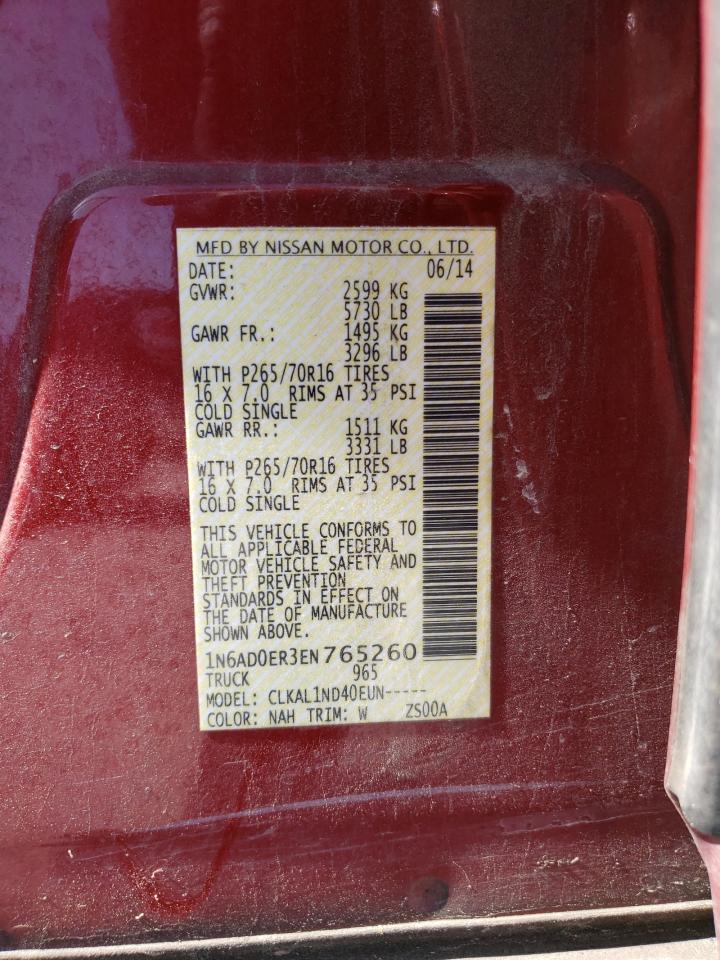 MFD BY NISSAN MOTOR CO., LTD.
DATE: 06/14
GVWR: 2599 KG
5730 LB
GAWR FR.: 1495 KG
3296 LB
WITH P265/70R16 TIRES
16 X 7.0 RIMS AT 35 PSI
COLD SINGLE
GAWR RR.: 1511 KG
3331 LB
WITH P265/70R16 TIRES
16 X 7.0 RIMS AT 35 PSI
COLD SINGLE
THIS VEHICLE CONFORMS TO
ALL APPLICABLE FEDERAL
MOTOR VEHICLE SAFETY AND
THEFT PREVENTION
STANDARDS IN EFFECT ON
THE DATE OF MANUFACTURE
SHOWN ABOVE.
1N6AD0ER3EN765260
TRUCK 965
MODEL: CLKAL1ND40EUN-----
COLOR: NAH TRIM: W ZS00A